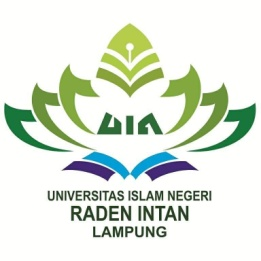 UIN
UNIVERSITAS ISLAM NEGERI
RADEN INTAN
LAMPUNG